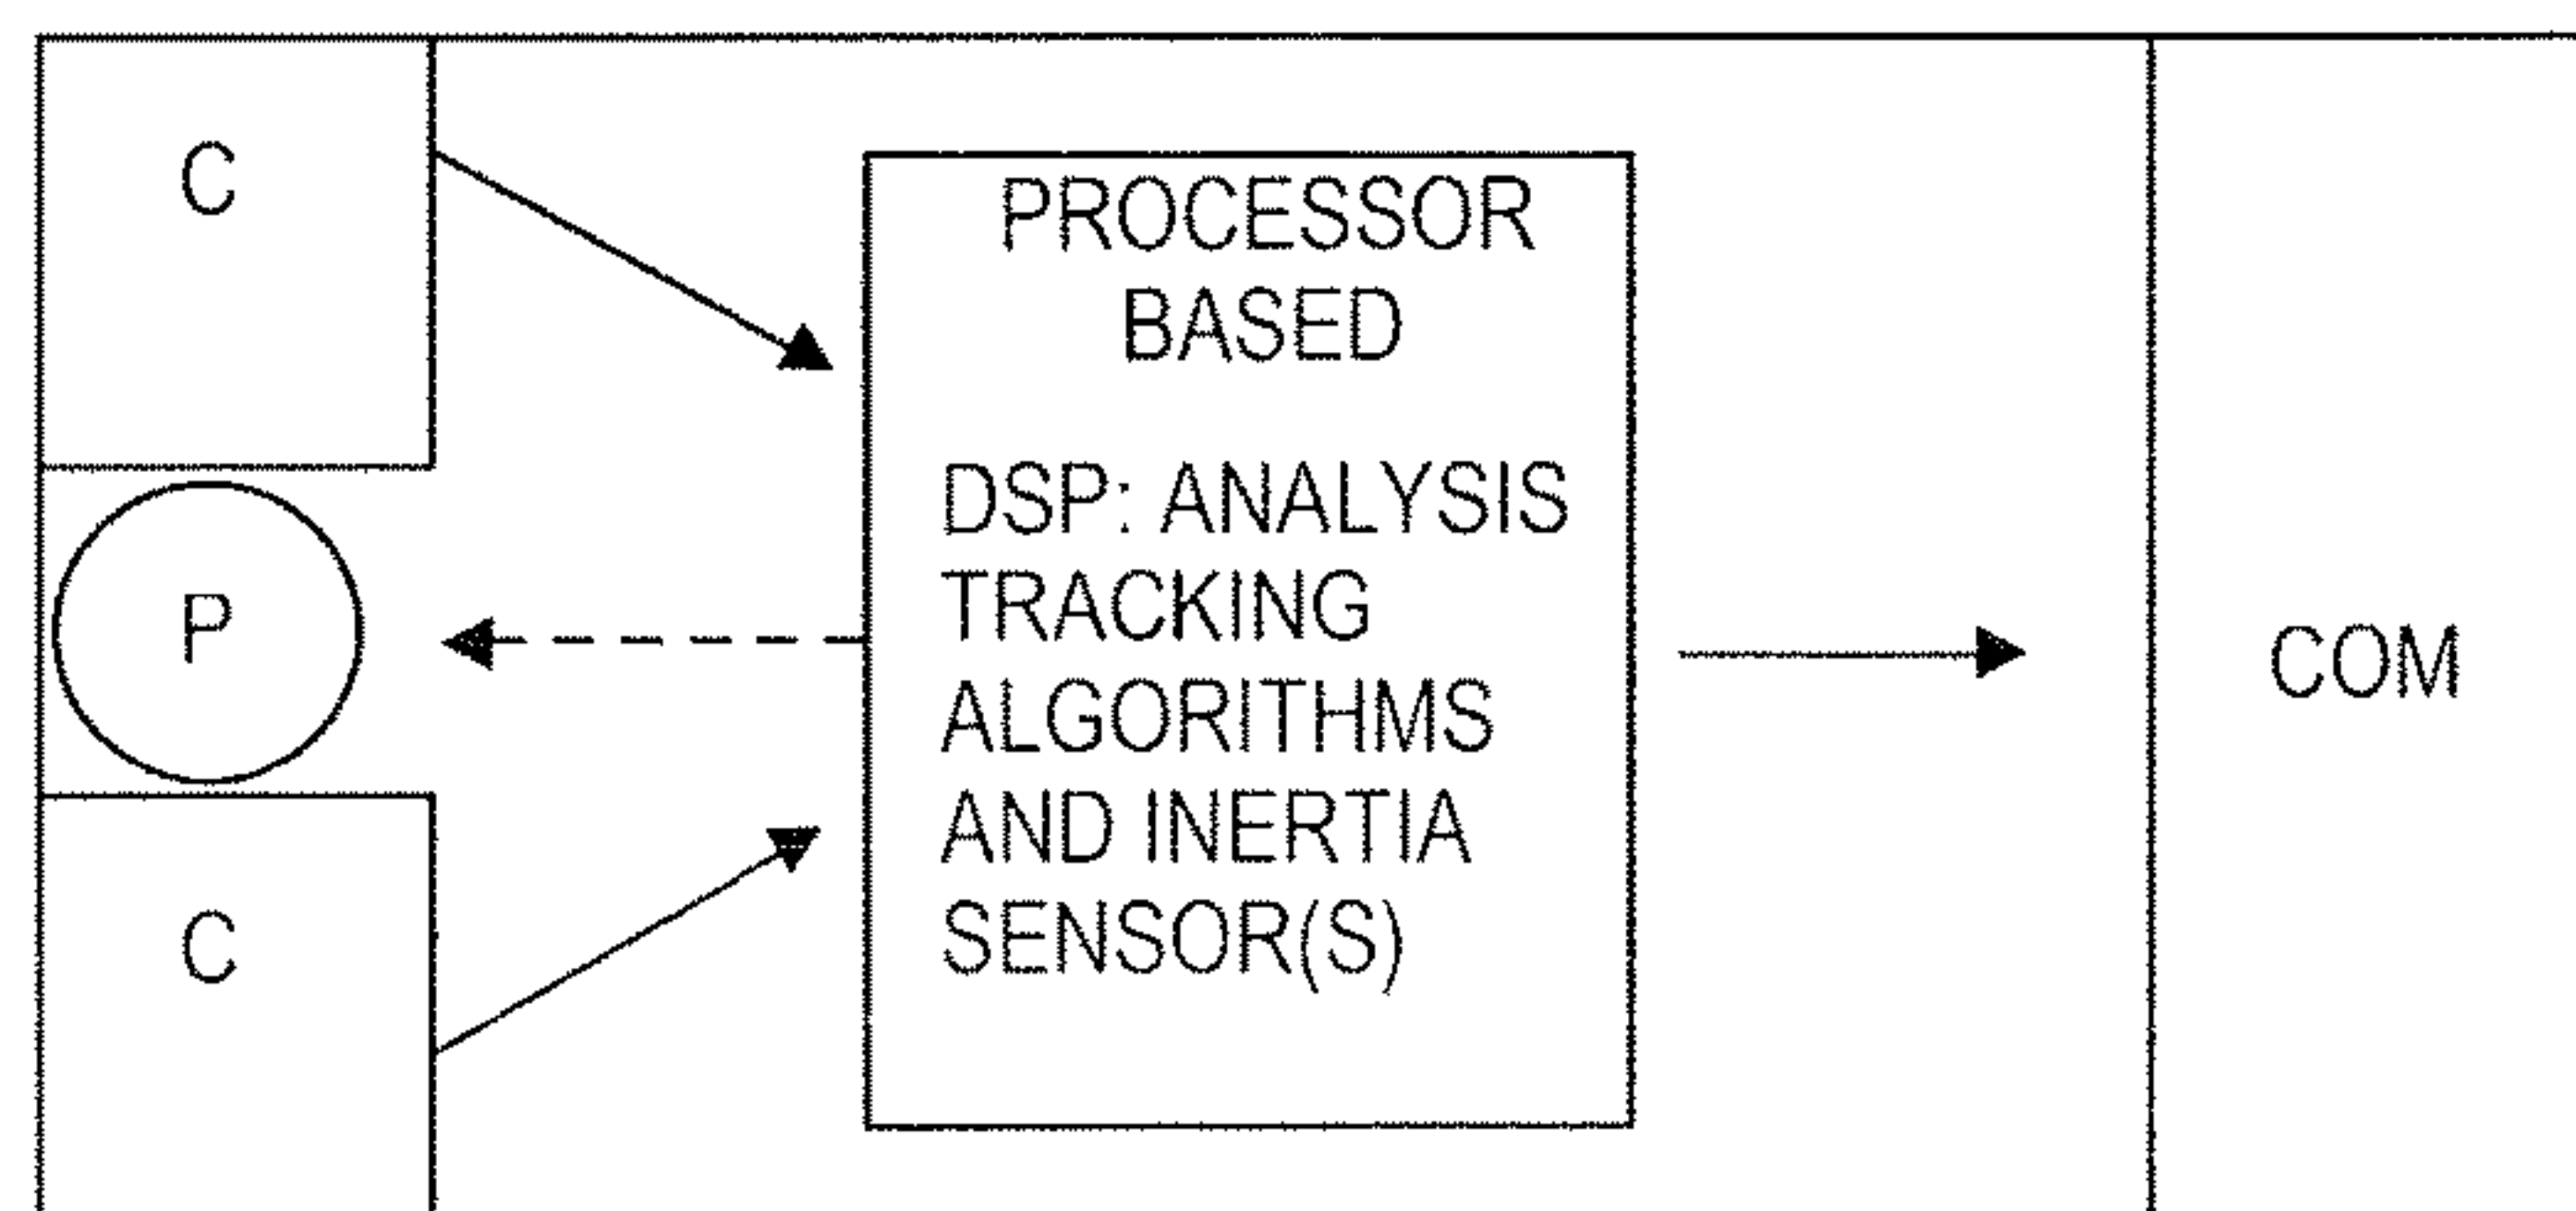 C
PROCESSOR
BASED
DSP: ANALYSIS
TRACKING
ALGORITHMS
AND INERTIA
SENSOR(S)
P
C
COM